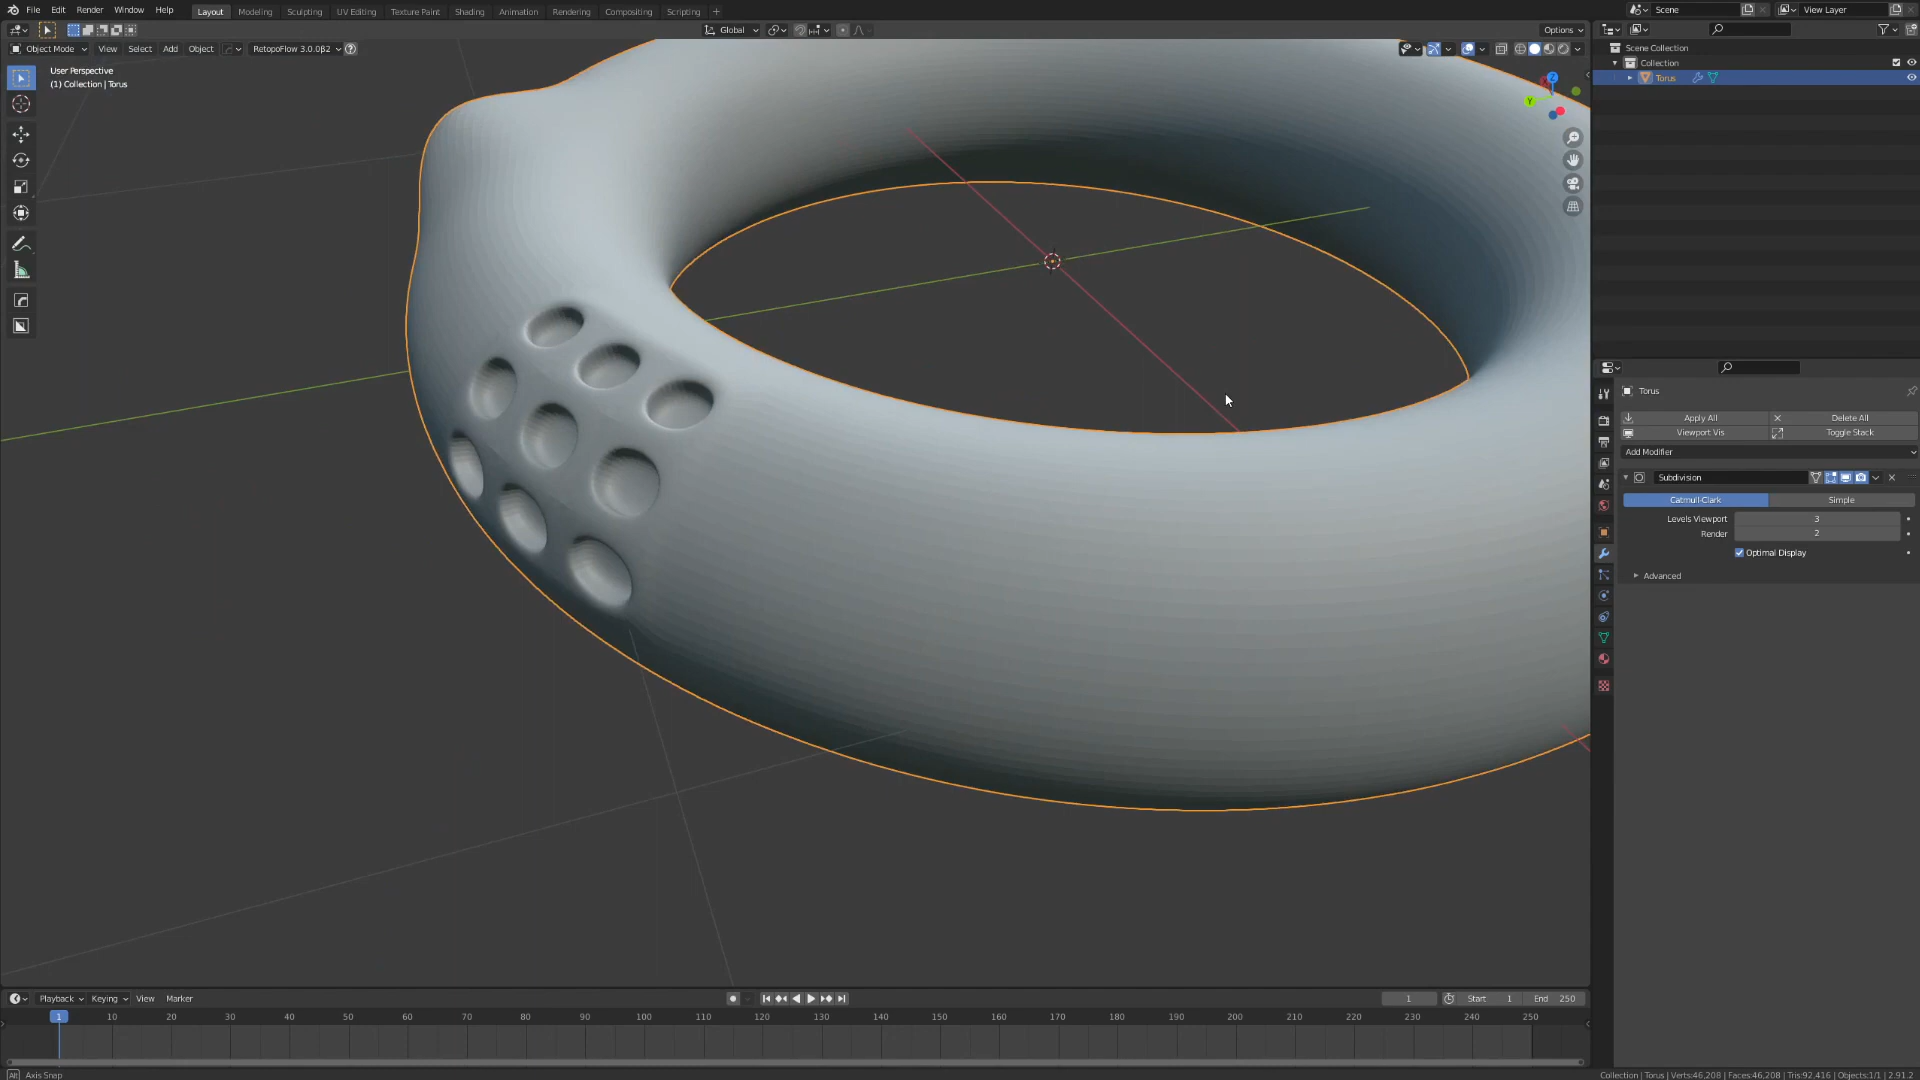 File Edit Render Window Help Layout Modeling Sculpting UV Editing Texture Paint Shading Animation Rendering Compositing Scripting + Scene View Layer
Global Options
Object Mode View Select Add Object RetopoFlow 3.0.0β2
User Perspective
(1) Collection | Torus
Z
Y
Scene Collection
Collection
Torus
Torus
Apply All Delete All
Viewport Vis Toggle Stack
Add Modifier
Subdivision
Catmull-Clark Simple
Levels Viewport 3
Render 2
Optimal Display
Advanced
Playback Keying View Marker 1 Start 1 End 250
1 10 20 30 40 50 60 70 80 90 100 110 120 130 140 150 160 170 180 190 200 210 220 230 240 250
Alt Axis Snap
Collection | Torus | Verts:46,208 | Faces:46,208 | Tris:92,416 | Objects:1/1 | 2.91.2